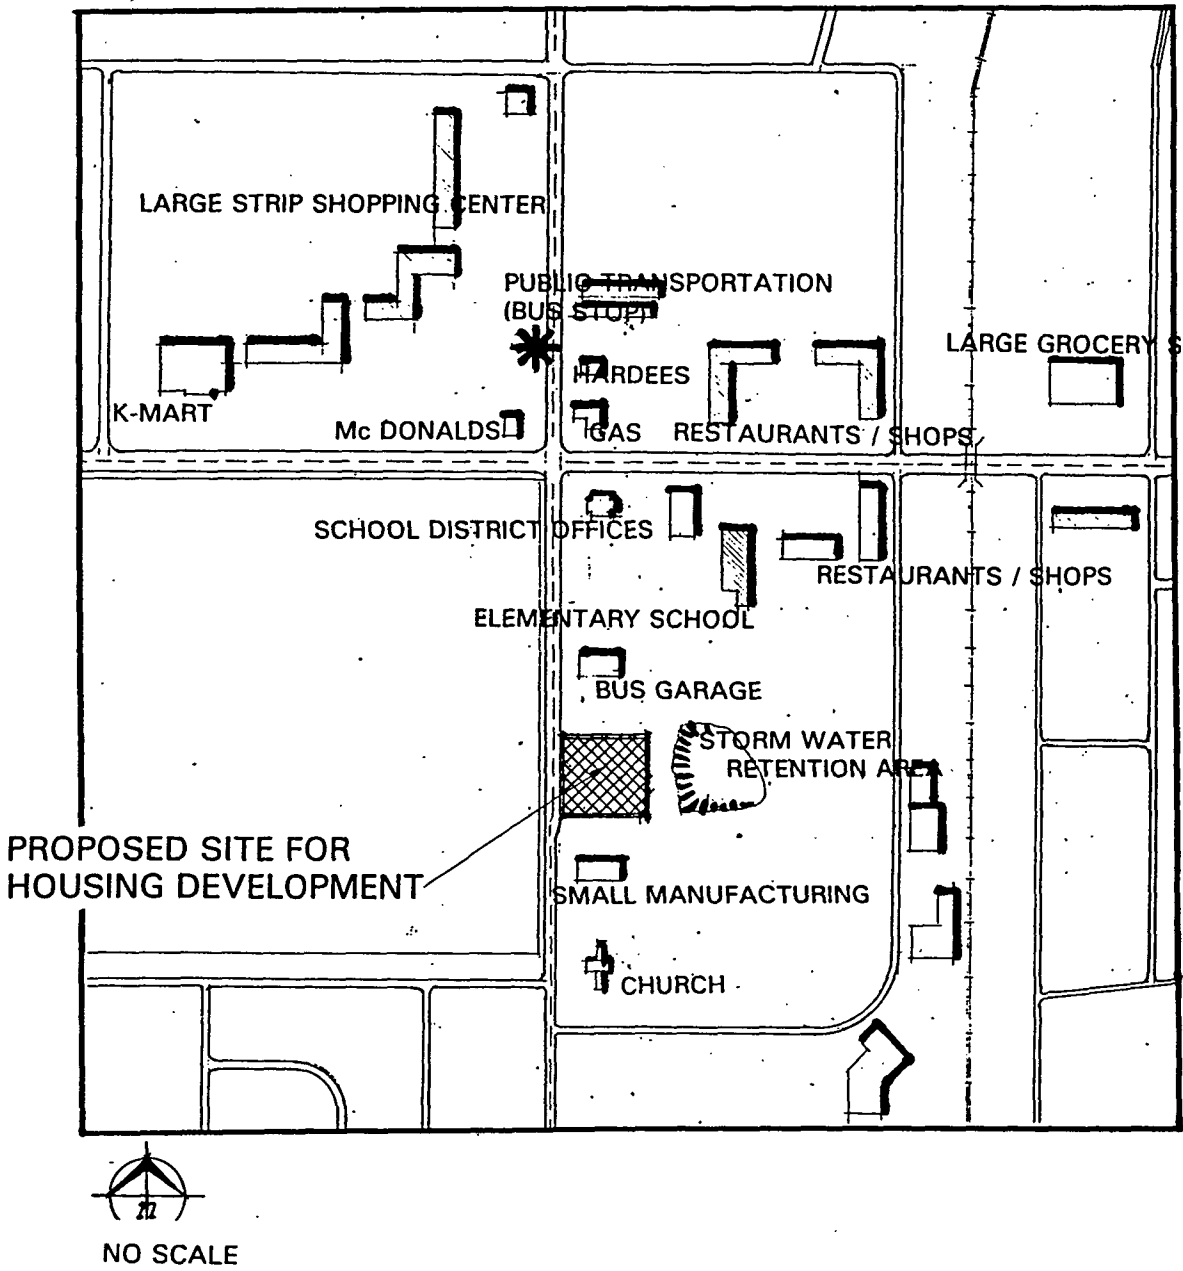 LARGE STRIP SHOPPING CENTER
PUBLIC TRANSPORTATION
(BUS STOP)
LARGE GROCERY S
HARDEES
K-MART
Mc DONALDS
GAS
RESTAURANTS / SHOPS
SCHOOL DISTRICT OFFICES
RESTAURANTS / SHOPS
ELEMENTARY SCHOOL
BUS GARAGE
STORM WATER
RETENTION AREA
PROPOSED SITE FOR
HOUSING DEVELOPMENT
SMALL MANUFACTURING
CHURCH
NO SCALE